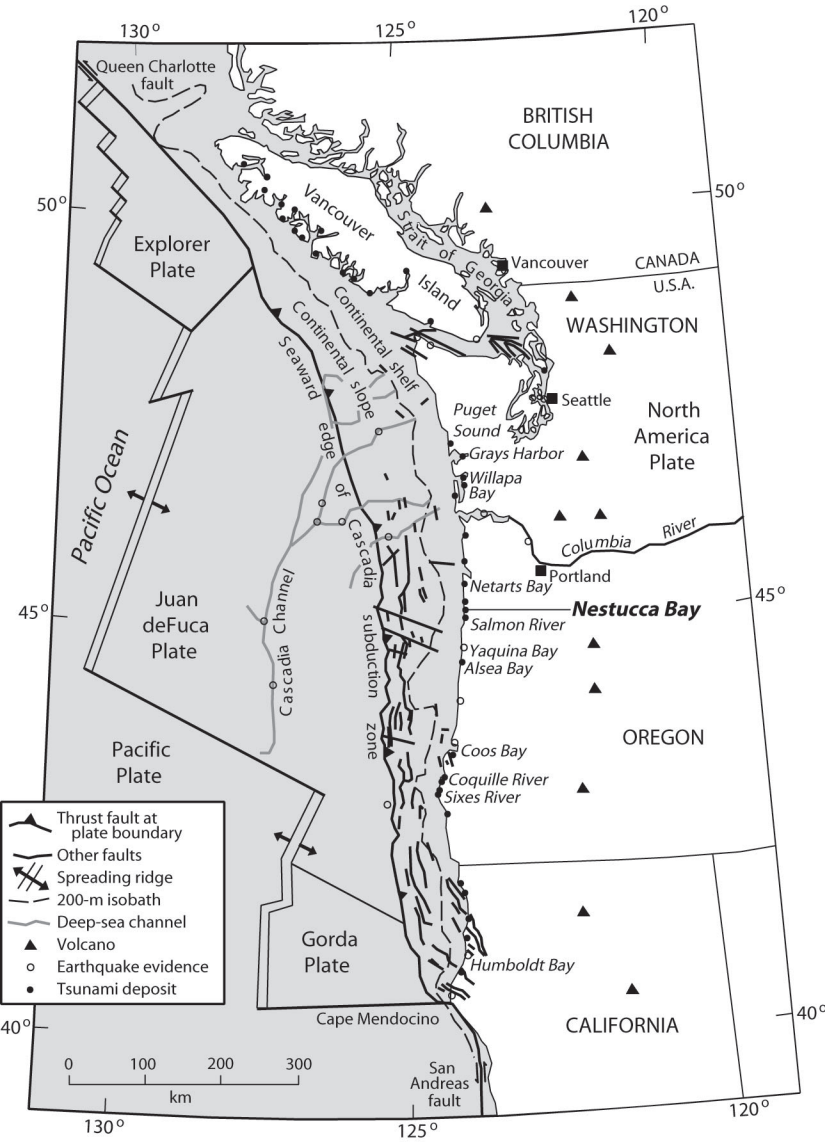 130°
125°
120°
Queen Charlotte
fault
BRITISH
COLUMBIA
50°
50°
Vancouver
Island
Stait of Georgia
Explorer
Plate
Vancouver
CANADA
U.S.A.
WASHINGTON
Continental shelf
Continental slope
Seaward edge of Cascadia subduction zone
Seattle
Puget
Sound
North
America
Plate
Grays Harbor
Willapa
Bay
Pacific Ocean
Columbia River
Portland
Netarts Bay
45°
45°
Nestucca Bay
Juan
deFuca
Plate
Cascadia Channel
Salmon River
Yaquina Bay
Alsea Bay
OREGON
Pacific
Plate
Coos Bay
Coquille River
Sixes River
Thrust fault at
plate boundary
Other faults
Spreading ridge
200-m isobath
Deep-sea channel
Volcano
Earthquake evidence
Tsunami deposit
Gorda
Plate
Humboldt Bay
Cape Mendocino
40°
40°
CALIFORNIA
0 100 200 300
km
San
Andreas
fault
130°
125°
120°